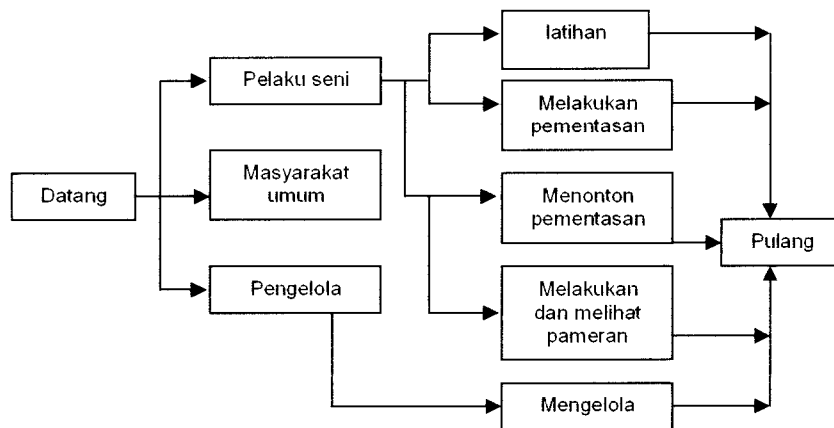 Datang
Pelaku seni
Masyarakat
umum
Pengelola
latihan
Melakukan
pementasan
Menonton
pementasan
Melakukan
dan melihat
pameran
Mengelola
Pulang